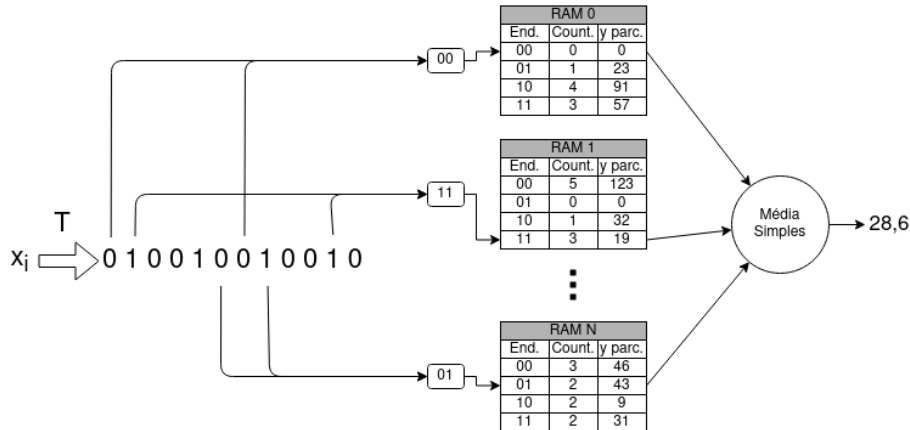 RAM 0
End. Count. y parc.
00 0 0
01 1 23
10 4 91
11 3 57
00
RAM 1
End. Count. y parc.
00 5 123
01 0 0
10 1 32
11 3 19
11
T
xi 0 1 0 0 1 0 0 1 0 0 1 0
Média
Simples
28,6
RAM N
End. Count. y parc.
00 3 46
01 2 43
10 2 9
11 2 31
01